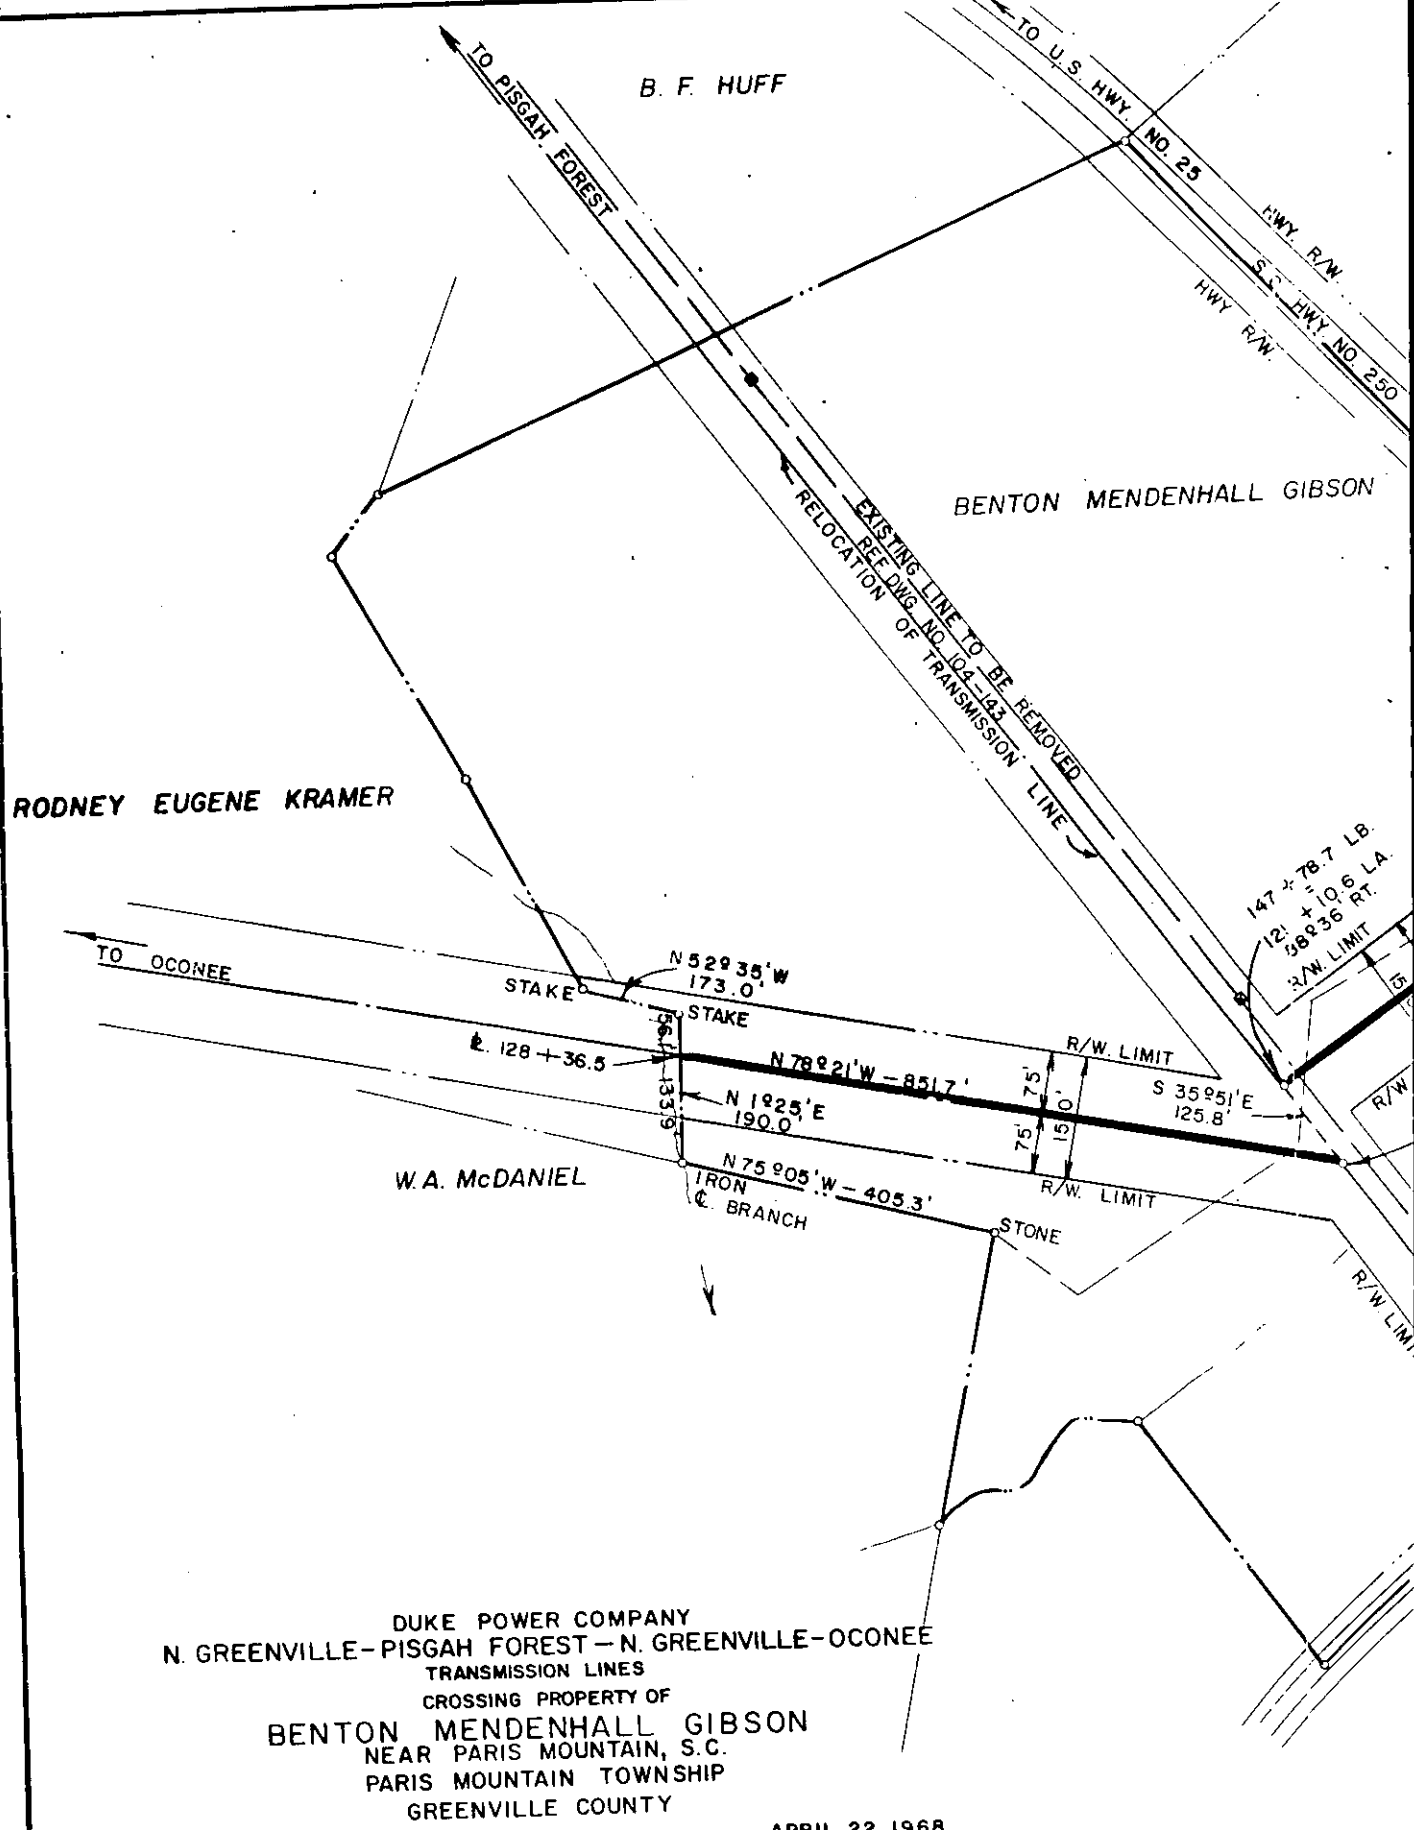 TO PISGAH FOREST
B. F. HUFF
TO U.S. HWY. NO. 25
HWY. R/W.
S.C. HWY. NO. 250
HWY R/W.
BENTON MENDENHALL GIBSON
EXISTING LINE TO BE REMOVED
REF. DWG. NO. 104-143
RELOCATION OF TRANSMISSION LINE
RODNEY EUGENE KRAMER
147 + 78.7 LB.
=
121 + 10.6 LA.
R/W. LIMIT
TO OCONEE
N 52º 35' W
173.0'
STAKE
STAKE
56.1
℄. 128+36.5
133.9
N 78º 21' W - 851.7'
R/W. LIMIT
75'
150'
75'
S 35º 51' E
125.8'
R/W
N 1º 25' E
190.0'
W. A. McDANIEL
N 75º 05' W - 405.3'
IRON
℄. BRANCH
R/W. LIMIT
STONE
R/W. LIMI
DUKE POWER COMPANY
N. GREENVILLE-PISGAH FOREST - N. GREENVILLE-OCONEE
TRANSMISSION LINES
CROSSING PROPERTY OF
BENTON MENDENHALL GIBSON
NEAR PARIS MOUNTAIN, S.C.
PARIS MOUNTAIN TOWNSHIP
GREENVILLE COUNTY
APRIL 22 1968